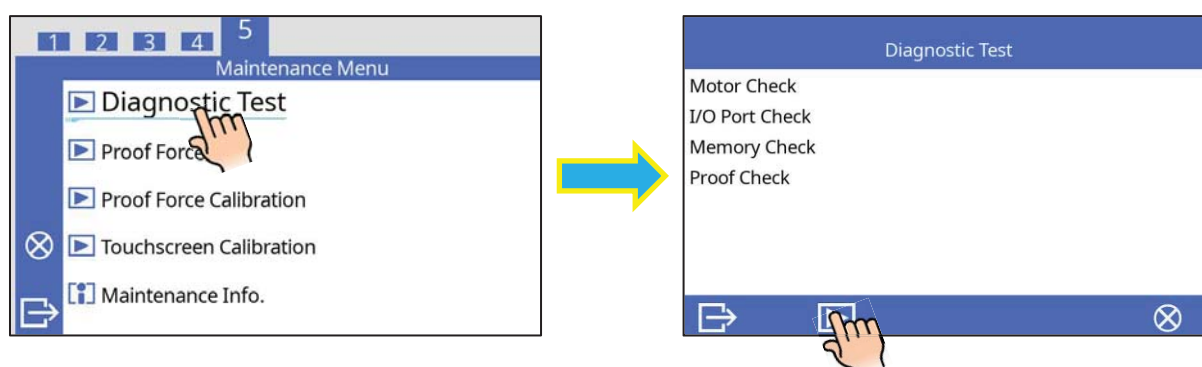 1 2 3 4 5
Maintenance Menu
Diagnostic Test
Proof Force
Proof Force Calibration
Touchscreen Calibration
Maintenance Info.
Diagnostic Test
Motor Check
I/O Port Check
Memory Check
Proof Check